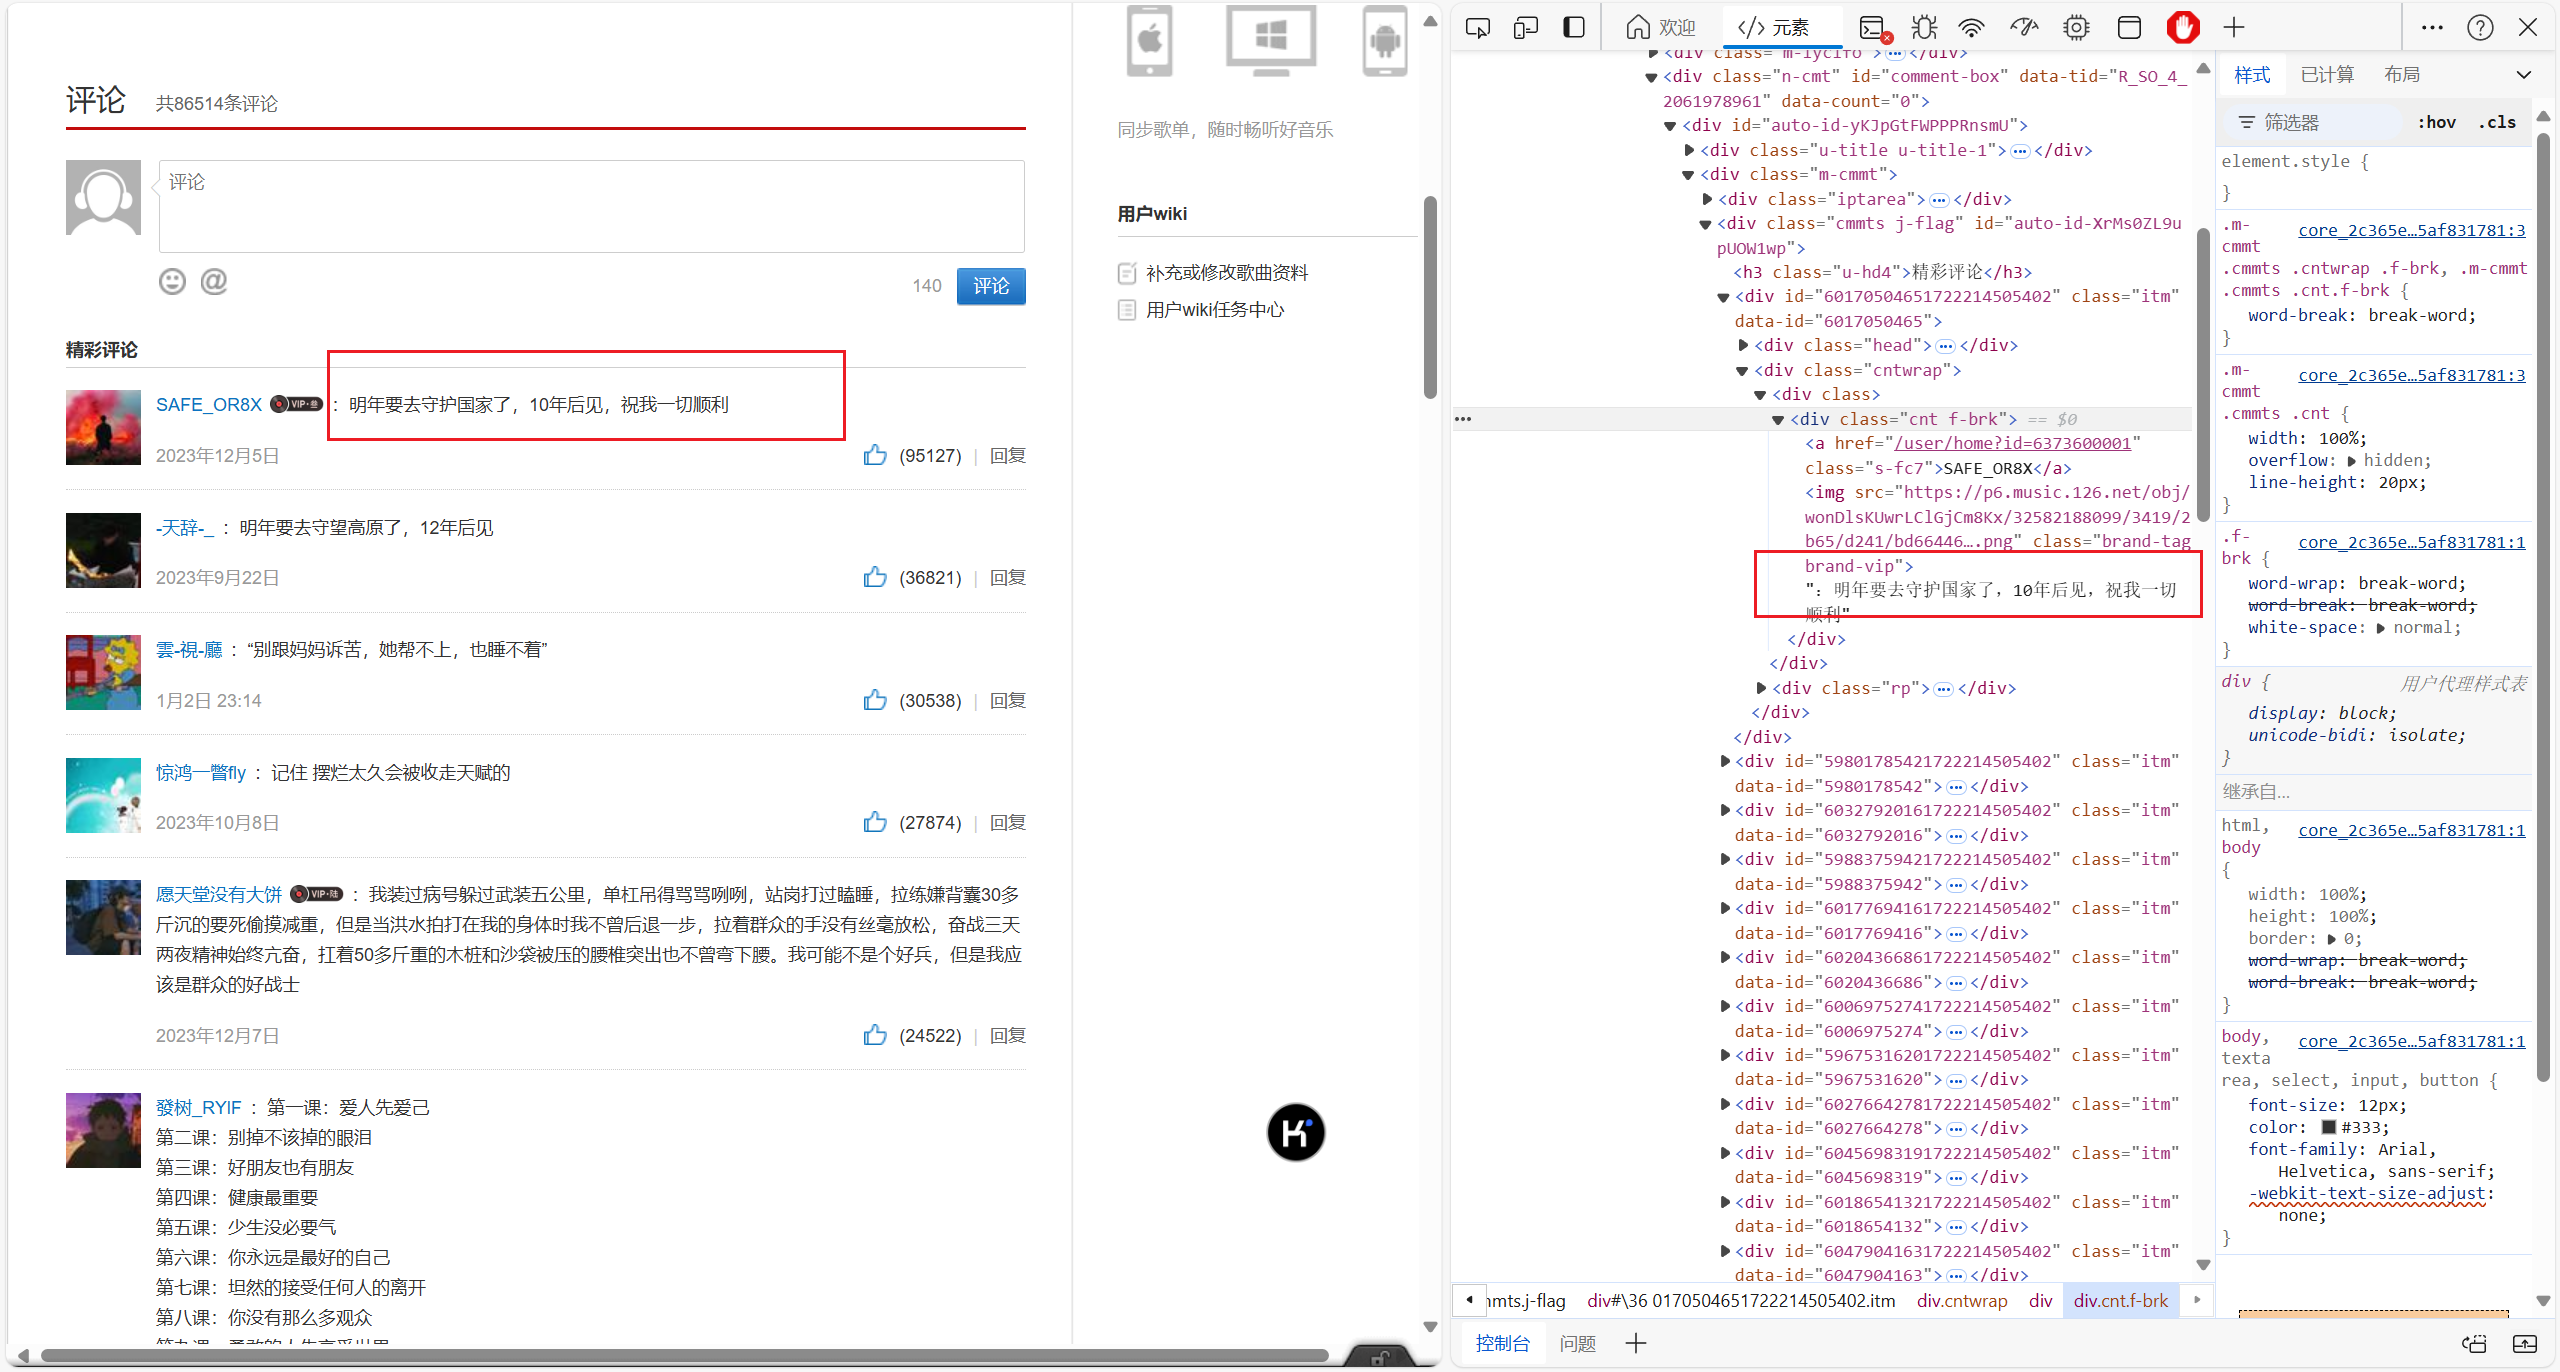 评论 共86514条评论
评论
140 评论
精彩评论
SAFE_OR8X VIP·叁 ：明年要去守护国家了，10年后见，祝我一切顺利
2023年12月5日 (95127) | 回复
-天辞-_ ：明年要去守望高原了，12年后见
2023年9月22日 (36821) | 回复
雲-視-廳 ：“别跟妈妈诉苦，她帮不上，也睡不着”
1月2日 23:14 (30538) | 回复
惊鸿一瞥fly ：记住 摆烂太久会被收走天赋的
2023年10月8日 (27874) | 回复
愿天堂没有大饼 VIP·陆 ：我装过病号躲过武装五公里，单杠吊得骂骂咧咧，站岗打过瞌睡，拉练嫌背囊30多
斤沉的要死偷摸减重，但是当洪水拍打在我的身体时我不曾后退一步，拉着群众的手没有丝毫放松，奋战三天
两夜精神始终亢奋，扛着50多斤重的木桩和沙袋被压的腰椎突出也不曾弯下腰。我可能不是个好兵，但是我应
该是群众的好战士
2023年12月7日 (24522) | 回复
發树_RYIF ：第一课：爱人先爱己
第二课：别掉不该掉的眼泪
第三课：好朋友也有朋友
第四课：健康最重要
第五课：少生没必要气
第六课：你永远是最好的自己
第七课：坦然的接受任何人的离开
第八课：你没有那么多观众
同步歌单，随时畅听好音乐
用户wiki
补充或修改歌曲资料
用户wiki任务中心
欢迎 </> 元素
<div class="m-lycifo">…</div>
<div class="n-cmt" id="comment-box" data-tid="R_SO_4_
2061978961" data-count="0">
<div id="auto-id-yKJpGtFWPPPRnsmU">
<div class="u-title u-title-1">…</div>
<div class="m-cmmt">
<div class="iptarea">…</div>
<div class="cmmts j-flag" id="auto-id-XrMs0ZL9u
pUOW1wp">
<h3 class="u-hd4">精彩评论</h3>
<div id="60170504651722214505402" class="itm"
data-id="6017050465">
<div class="head">…</div>
<div class="cntwrap">
<div class>
<div class="cnt f-brk"> == $0
<a href="/user/home?id=6373600001"
class="s-fc7">SAFE_OR8X</a>
<img src="https://p6.music.126.net/obj/
wonDlsKUwrLClGjCm8Kx/32582188099/3419/2
b65/d241/bd66446….png" class="brand-tag
brand-vip">
"：明年要去守护国家了，10年后见，祝我一切
顺利"
</div>
</div>
<div class="rp">…</div>
</div>
</div>
<div id="59801785421722214505402" class="itm"
data-id="5980178542">…</div>
<div id="60327920161722214505402" class="itm"
data-id="6032792016">…</div>
<div id="59883759421722214505402" class="itm"
data-id="5988375942">…</div>
<div id="60177694161722214505402" class="itm"
data-id="6017769416">…</div>
<div id="60204366861722214505402" class="itm"
data-id="6020436686">…</div>
<div id="60069752741722214505402" class="itm"
data-id="6006975274">…</div>
<div id="59675316201722214505402" class="itm"
data-id="5967531620">…</div>
<div id="60276642781722214505402" class="itm"
data-id="6027664278">…</div>
<div id="60456983191722214505402" class="itm"
data-id="6045698319">…</div>
<div id="60186541321722214505402" class="itm"
data-id="6018654132">…</div>
<div id="60479041631722214505402" class="itm"
data-id="6047904163">…</div>
mmts.j-flag div#\36 0170504651722214505402.itm div.cntwrap div div.cnt.f-brk
控制台 问题
样式 已计算 布局
筛选器 :hov .cls
element.style {
}
.m- core_2c365e…5af831781:3
cmmt
.cmmts .cntwrap .f-brk, .m-cmmt
.cmmts .cnt.f-brk {
word-break: break-word;
}
.m- core_2c365e…5af831781:3
cmmt
.cmmts .cnt {
width: 100%;
overflow: hidden;
line-height: 20px;
}
.f- core_2c365e…5af831781:1
brk {
word-wrap: break-word;
word-break: break-word;
white-space: normal;
}
div { 用户代理样式表
display: block;
unicode-bidi: isolate;
}
继承自…
html, core_2c365e…5af831781:1
body
{
width: 100%;
height: 100%;
border: 0;
word-wrap: break-word;
word-break: break-word;
}
body, core_2c365e…5af831781:1
texta
rea, select, input, button {
font-size: 12px;
color: #333;
font-family: Arial,
Helvetica, sans-serif;
-webkit-text-size-adjust:
none;
}